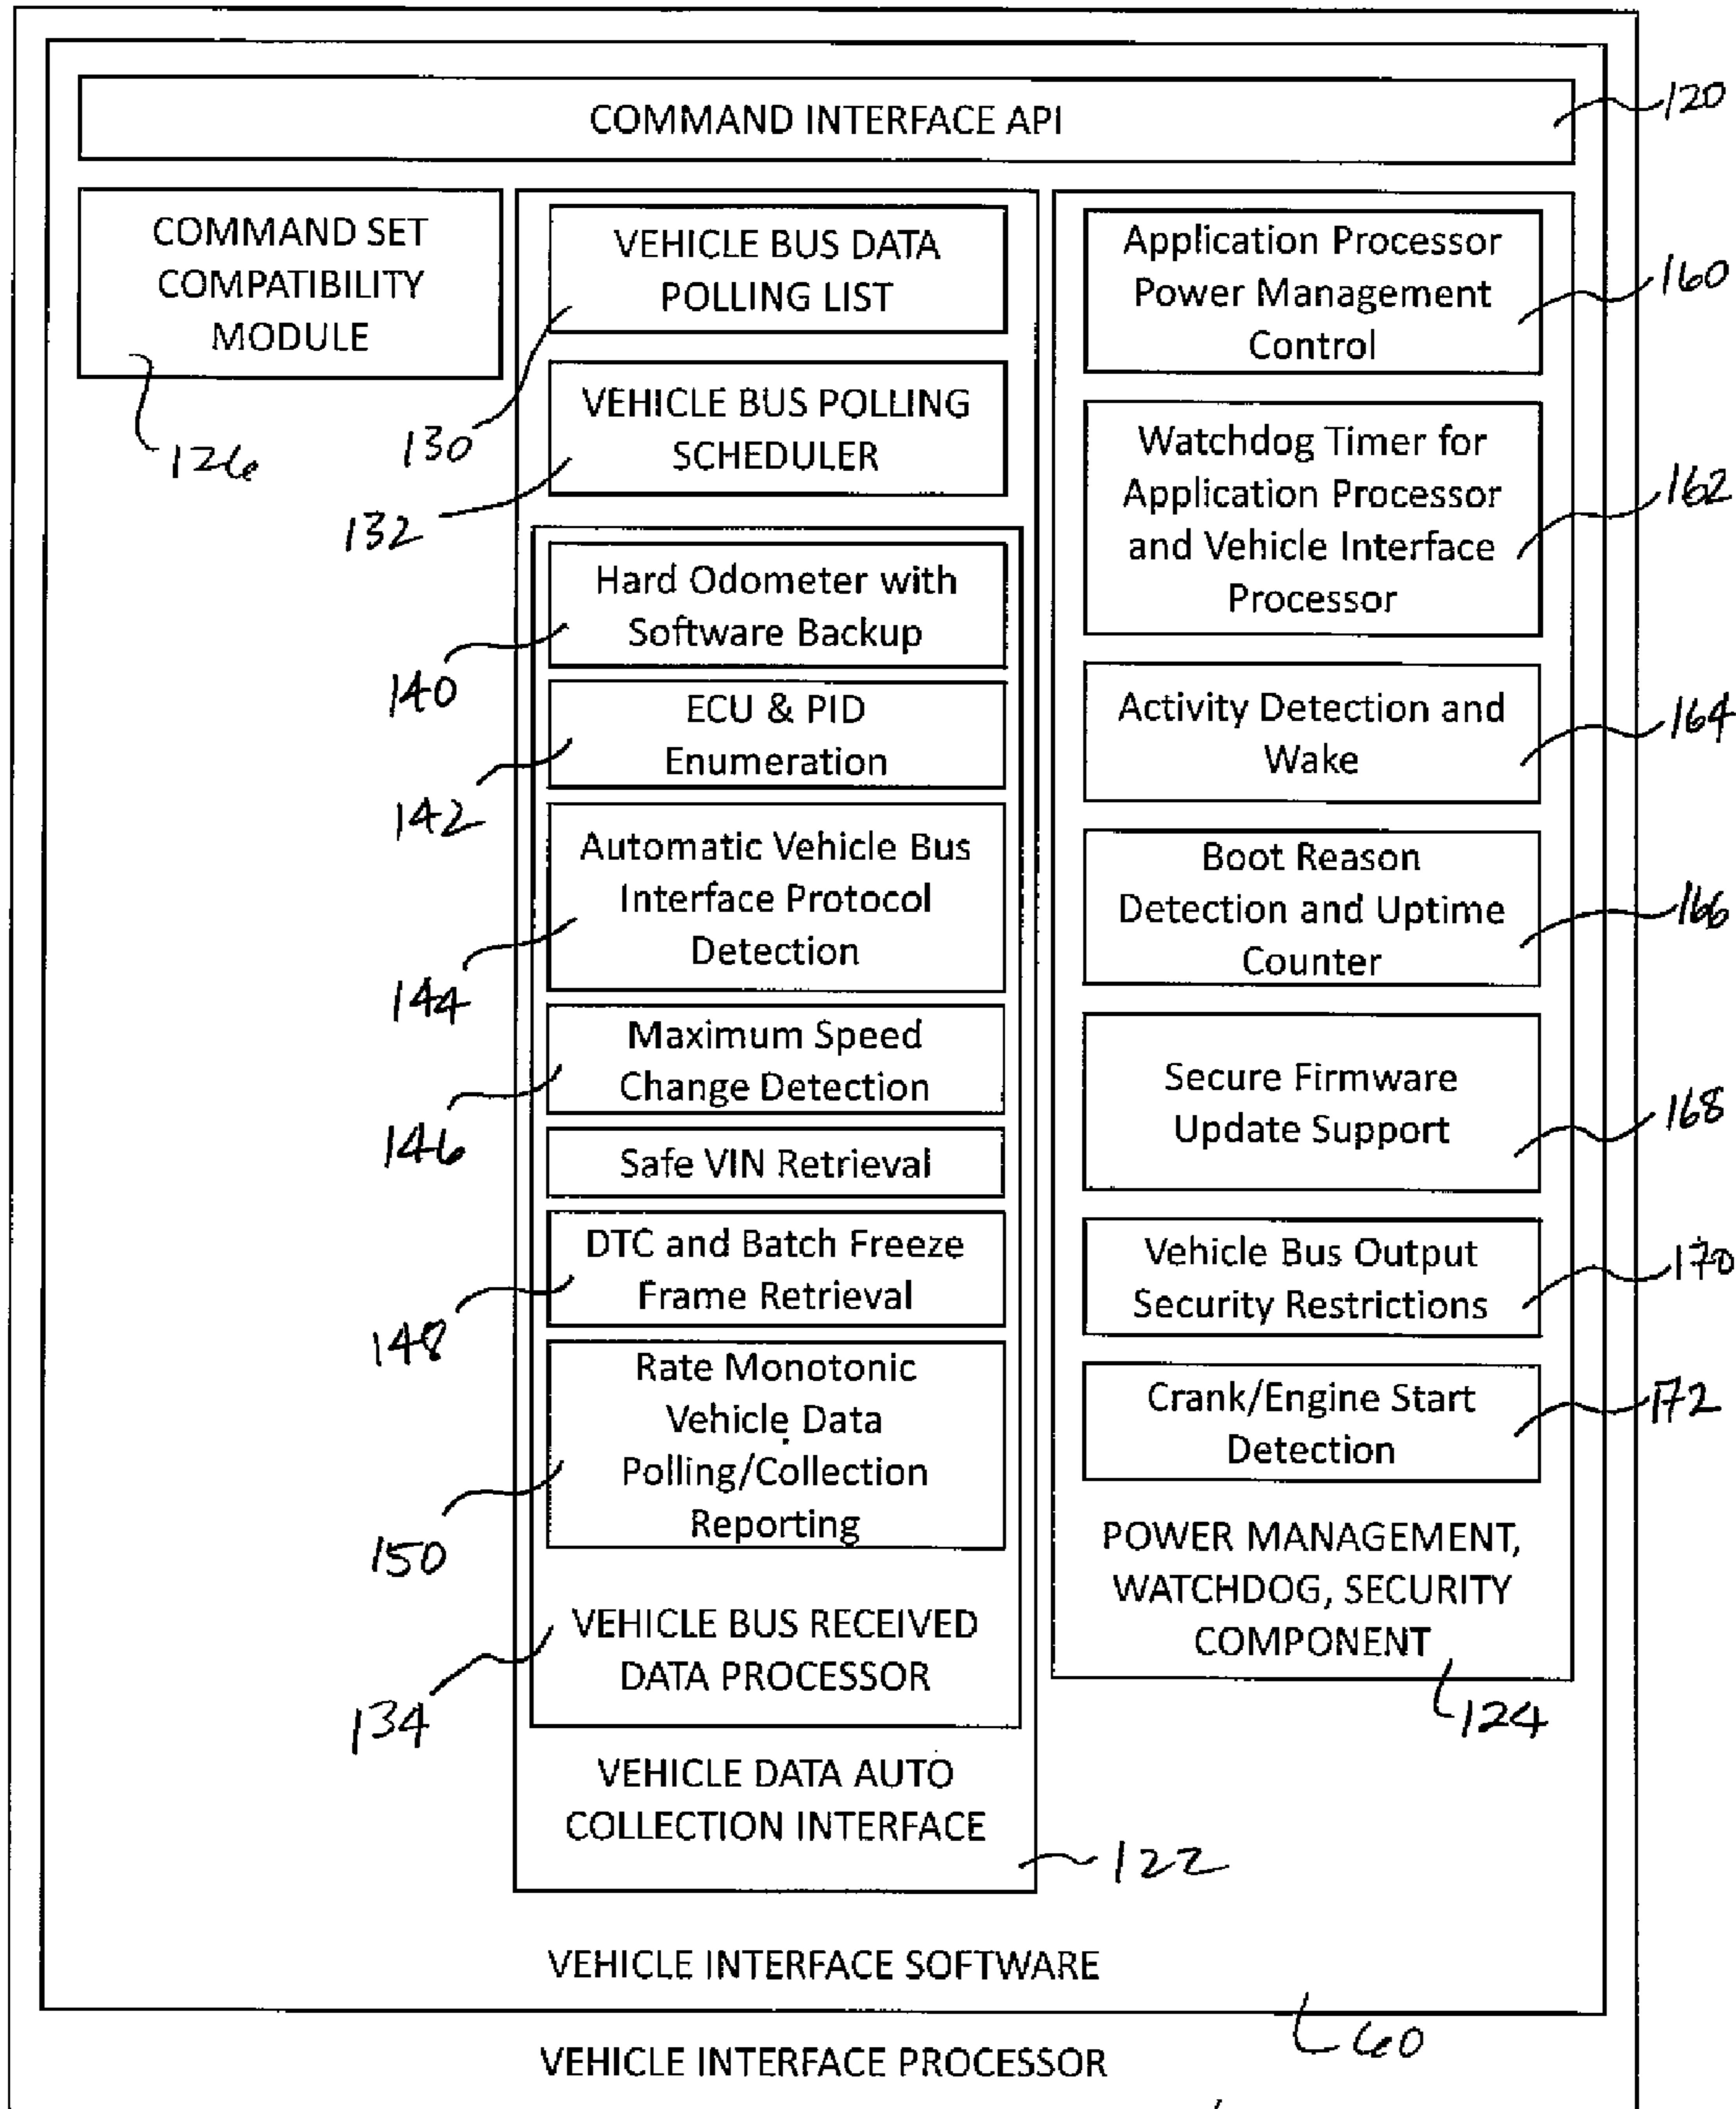 COMMAND INTERFACE API
120
COMMAND SET
COMPATIBILITY
MODULE
126
VEHICLE BUS DATA
POLLING LIST
130
VEHICLE BUS POLLING
SCHEDULER
132
Hard Odometer with
Software Backup
140
ECU & PID
Enumeration
142
Automatic Vehicle Bus
Interface Protocol
Detection
144
Maximum Speed
Change Detection
146
Safe VIN Retrieval
DTC and Batch Freeze
Frame Retrieval
148
Rate Monotonic
Vehicle Data
Polling/Collection
Reporting
150
VEHICLE BUS RECEIVED
DATA PROCESSOR
134
VEHICLE DATA AUTO
COLLECTION INTERFACE
122
Application Processor
Power Management
Control
160
Watchdog Timer for
Application Processor
and Vehicle Interface
Processor
162
Activity Detection and
Wake
164
Boot Reason
Detection and Uptime
Counter
166
Secure Firmware
Update Support
168
Vehicle Bus Output
Security Restrictions
170
Crank/Engine Start
Detection
172
POWER MANAGEMENT,
WATCHDOG, SECURITY
COMPONENT
124
VEHICLE INTERFACE SOFTWARE
60
VEHICLE INTERFACE PROCESSOR